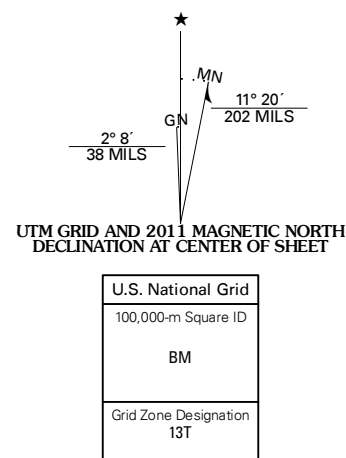 ★
MN
11° 20´
202 MILS
GN
2° 8´
38 MILS
UTM GRID AND 2011 MAGNETIC NORTH
DECLINATION AT CENTER OF SHEET
U.S. National Grid
100,000-m Square ID
BM
Grid Zone Designation
13T